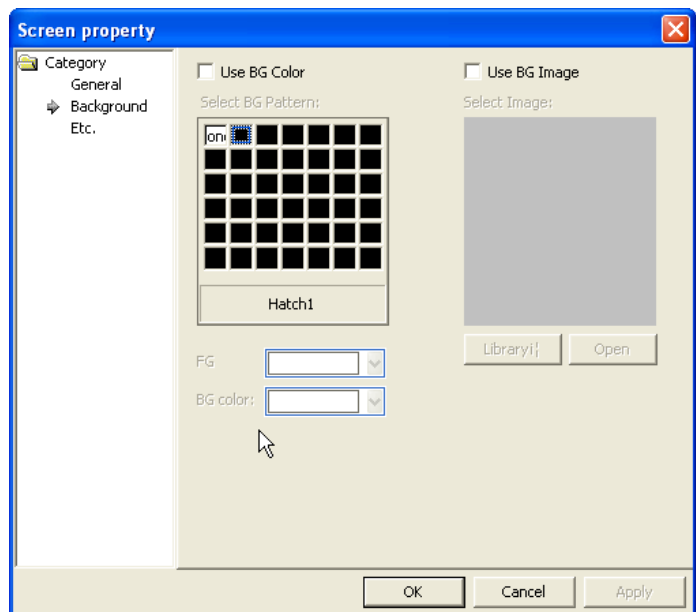 Screen property
Category
General
Background
Etc.
Use BG Color
Select BG Pattern:
Hatch1
FG
BG color:
Use BG Image
Select Image:
Libraryi¦
Open
OK
Cancel
Apply